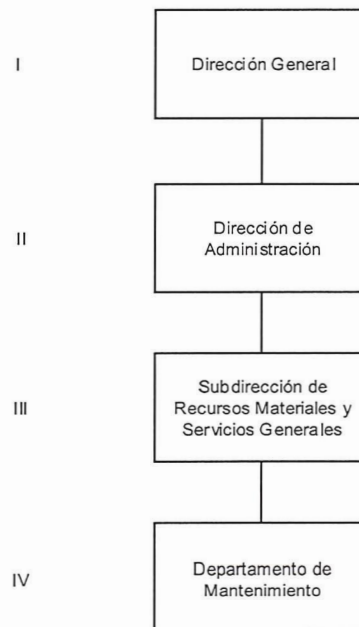 I
Dirección General
II
Dirección de
Administración
III
Subdirección de
Recursos Materiales y
Servicios Generales
IV
Departamento de
Mantenimiento